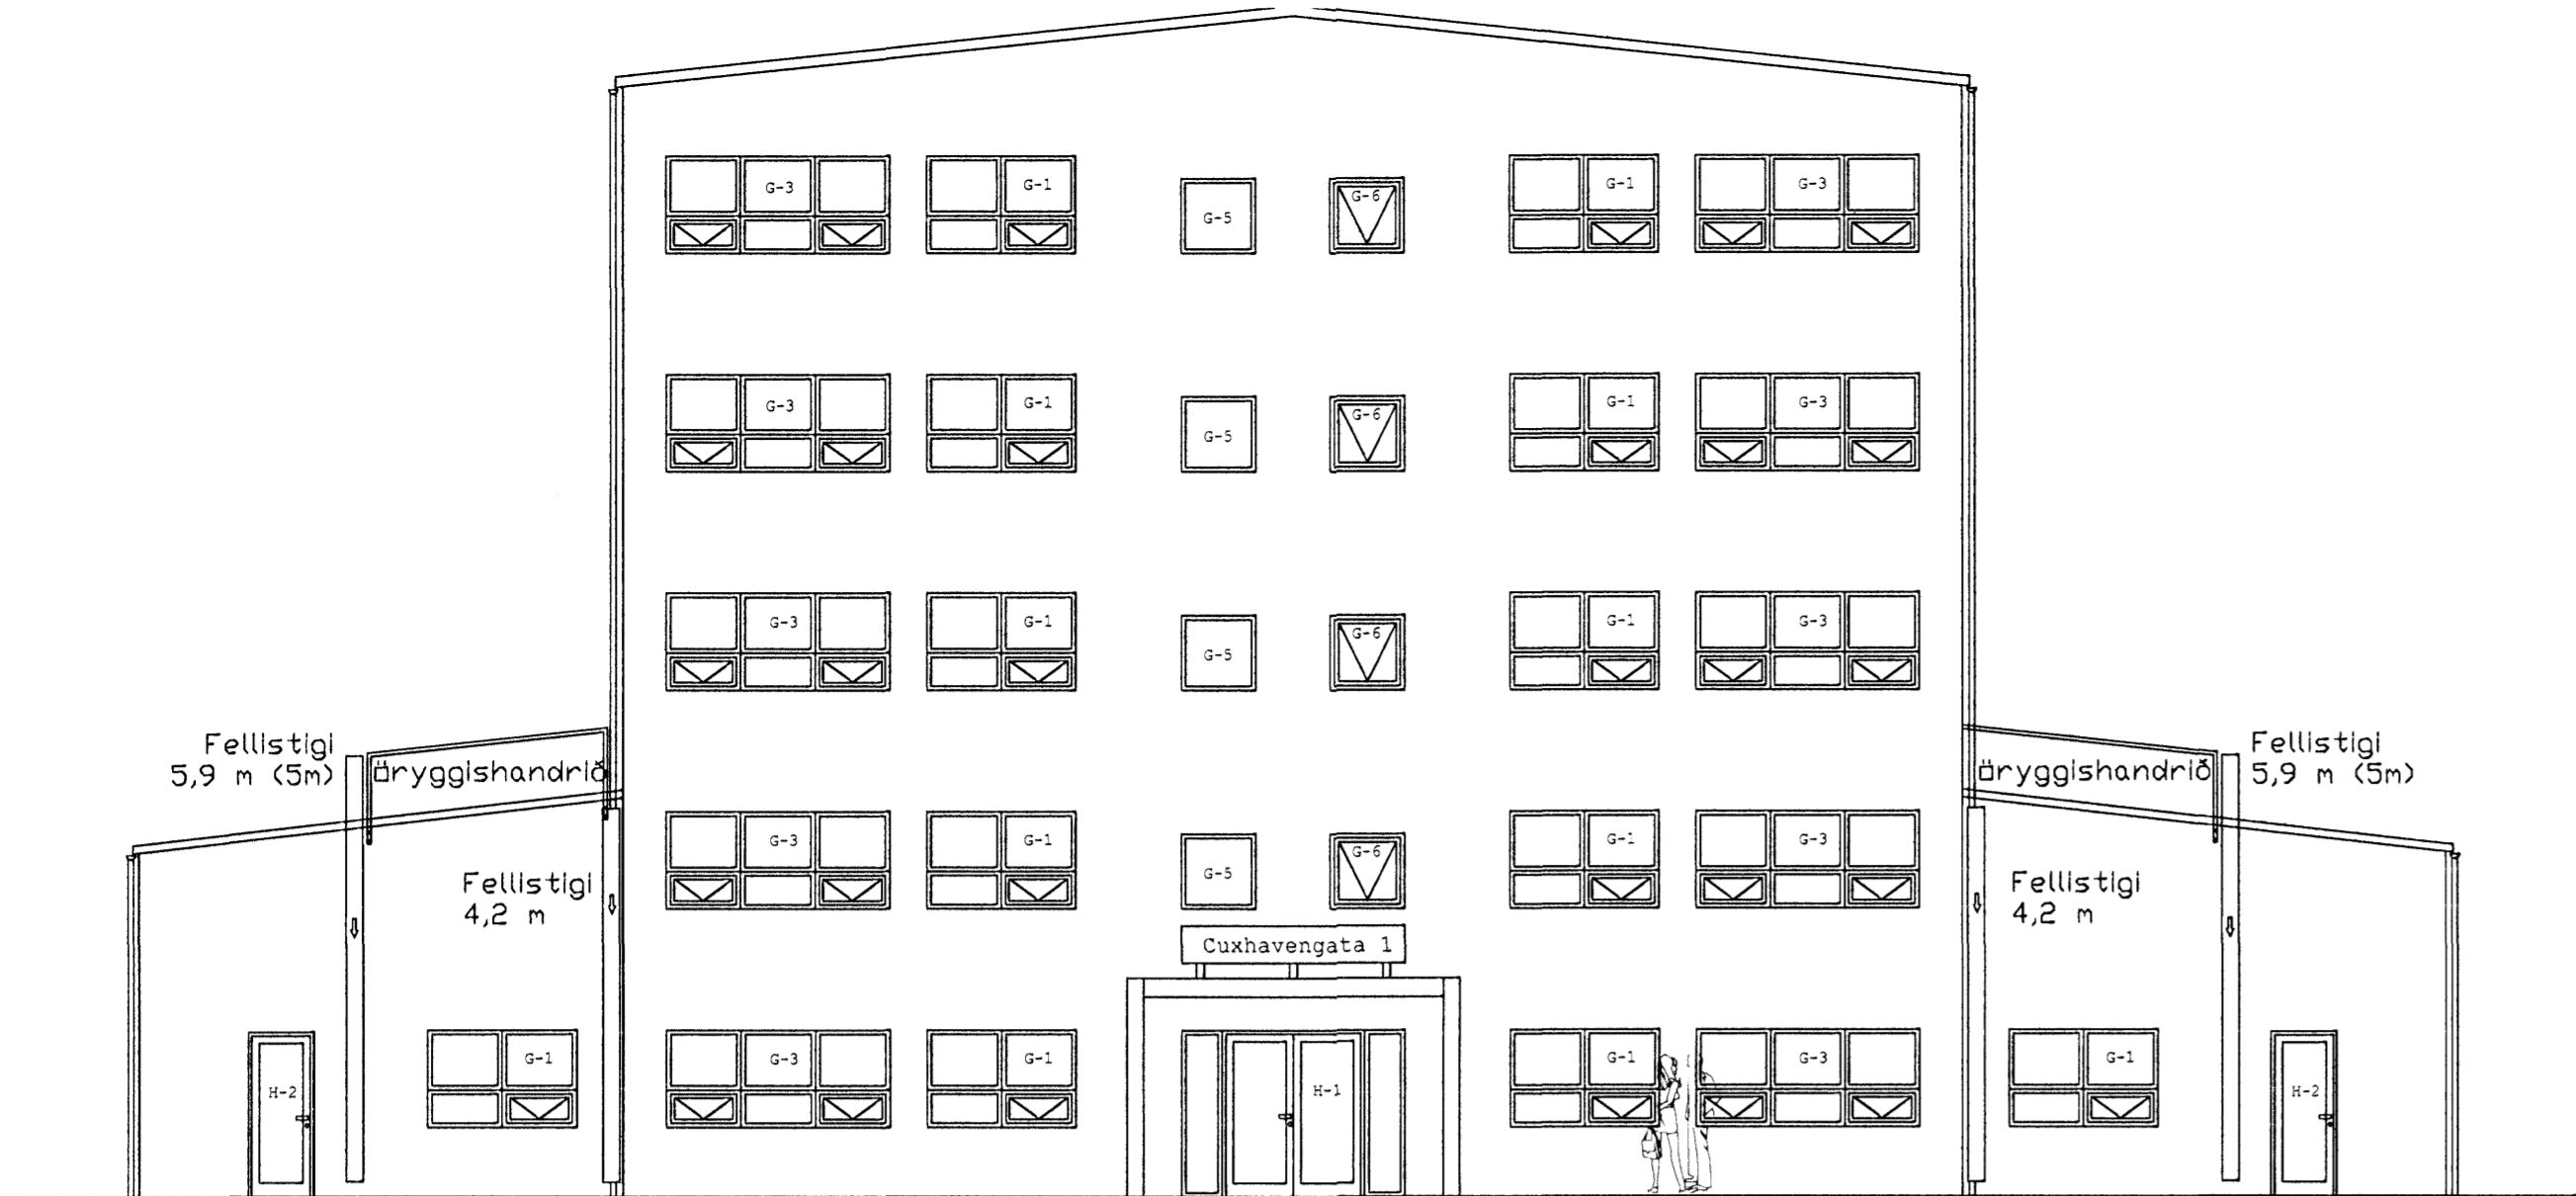 G-3 G-1 G-5 G-6 G-1 G-3
G-3 G-1 G-5 G-6 G-1 G-3
G-3 G-1 G-5 G-6 G-1 G-3
Fellistigi
5,9 m (5m)
öryggishandrið
öryggishandrið
Fellistigi
5,9 m (5m)
G-3 G-1 G-5 G-6 G-1 G-3
Fellistigi
4,2 m
Fellistigi
4,2 m
Cuxhavengata 1
H-2 G-1 G-3 G-1 H-1 G-1 G-3 G-1 H-2